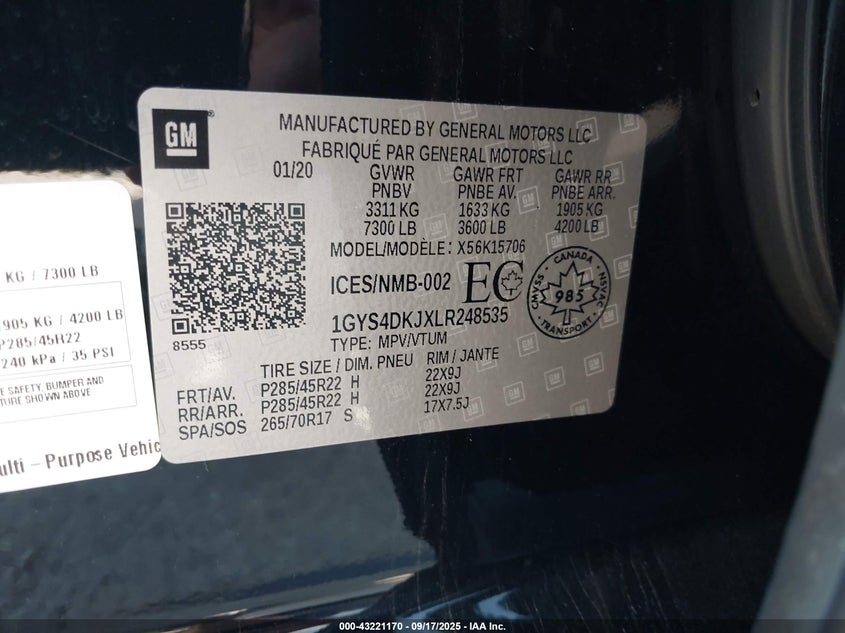 GM
MANUFACTURED BY GENERAL MOTORS LLC
FABRIQUÉ PAR GENERAL MOTORS LLC
01/20 GVWR GAWR FRT GAWR RR
PNBV PNBE AV. PNBE ARR.
3311 KG 1633 KG 1905 KG
7300 LB 3600 LB 4200 LB
MODEL/MODÈLE: X56K15706
ICES/NMB-002 EC
CANADA
985
SVAC/NVSMA
1GYS4DKJXLR248535
8555
TYPE: MPV/VTUM
TIRE SIZE / DIM. PNEU RIM / JANTE
FRT/AV. P285/45R22 H 22X9J
RR/ARR. P285/45R22 H 22X9J
SPA/SOS 265/70R17 S 17X7.5J
KG / 7300 LB
905 KG / 4200 LB
P285/45R22
240 kPa / 35 PSI
E SAFETY, BUMPER AND
TURE SHOWN ABOVE
ulti - Purpose Vehic
000-43221170 - 09/17/2025 - IAA Inc.